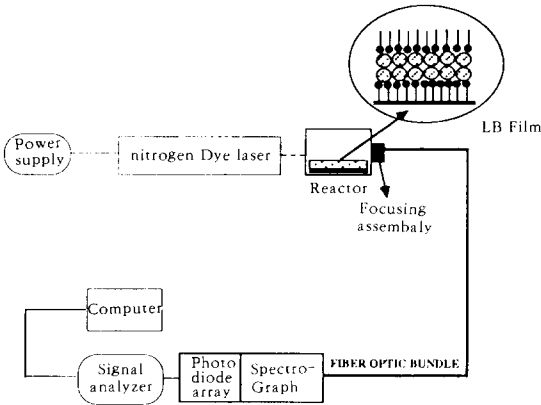 LB Film
Power
supply
nitrogen Dye laser
Reactor
Focusing
assembaly
Computer
Signal
analyzer
Photo
diode
array
Spectro-
Graph
FIBER OPTIC BUNDLE